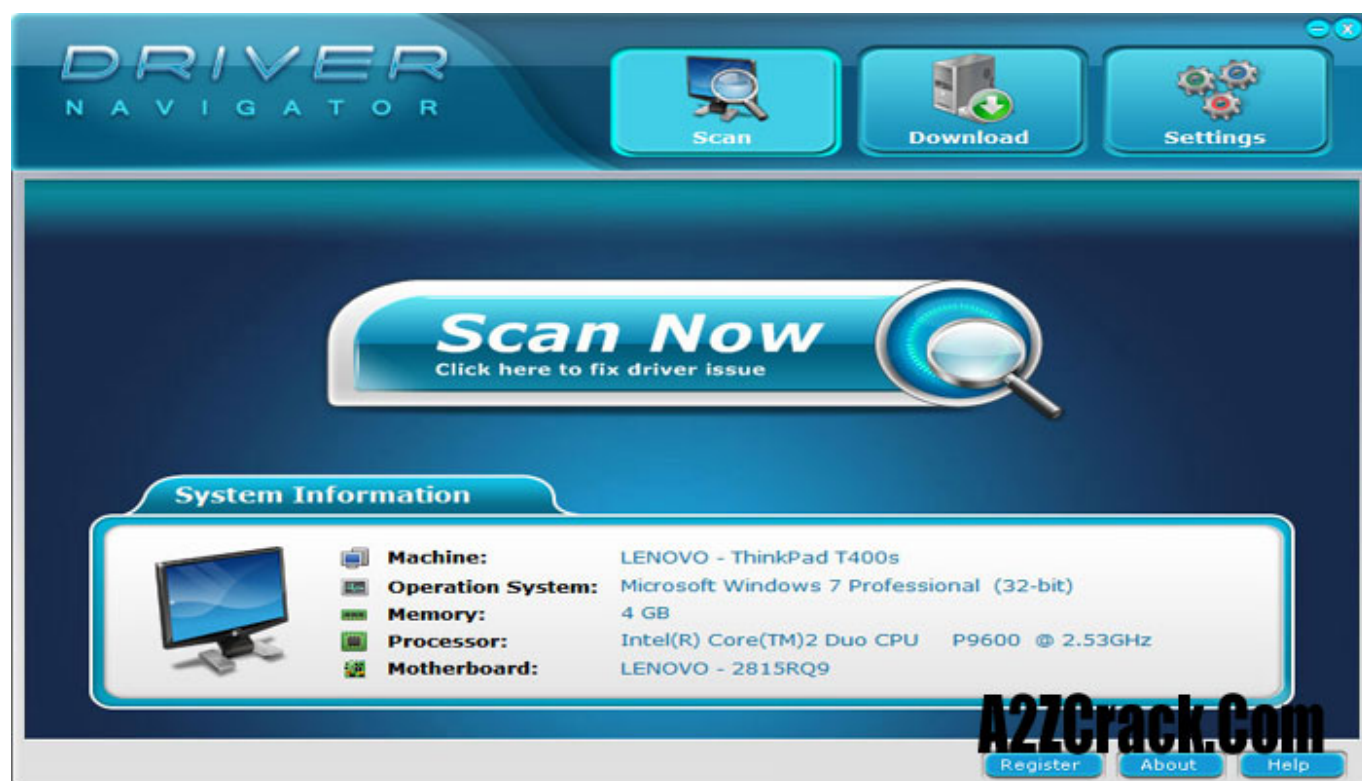 DRIVER
NAVIGATOR
Scan
Download
Settings
Scan Now
Click here to fix driver issue
System Information
Machine: LENOVO - ThinkPad T400s
Operation System: Microsoft Windows 7 Professional (32-bit)
Memory: 4 GB
Processor: Intel(R) Core(TM)2 Duo CPU P9600 @ 2.53GHz
Motherboard: LENOVO - 2815RQ9
A2ZCrack.Com
Register About Help